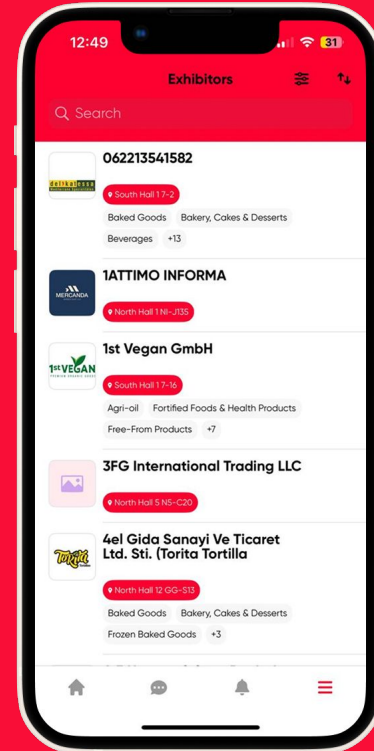 12:49
31
Exhibitors
Search
delikatessa
062213541582
South Hall 1 7-2
Baked Goods Bakery, Cakes & Desserts
Beverages +13
MERCANDA
1ATTIMO INFORMA
North Hall 1 NI-J135
1st VEGAN
1st Vegan GmbH
South Hall 1 7-16
Agri-oil Fortified Foods & Health Products
Free-From Products +7
3FG International Trading LLC
North Hall 5 N5-C20
Torita
4el Gida Sanayi Ve Ticaret
Ltd. Sti. (Torita Tortilla
North Hall 12 GG-S13
Baked Goods Bakery, Cakes & Desserts
Frozen Baked Goods +3